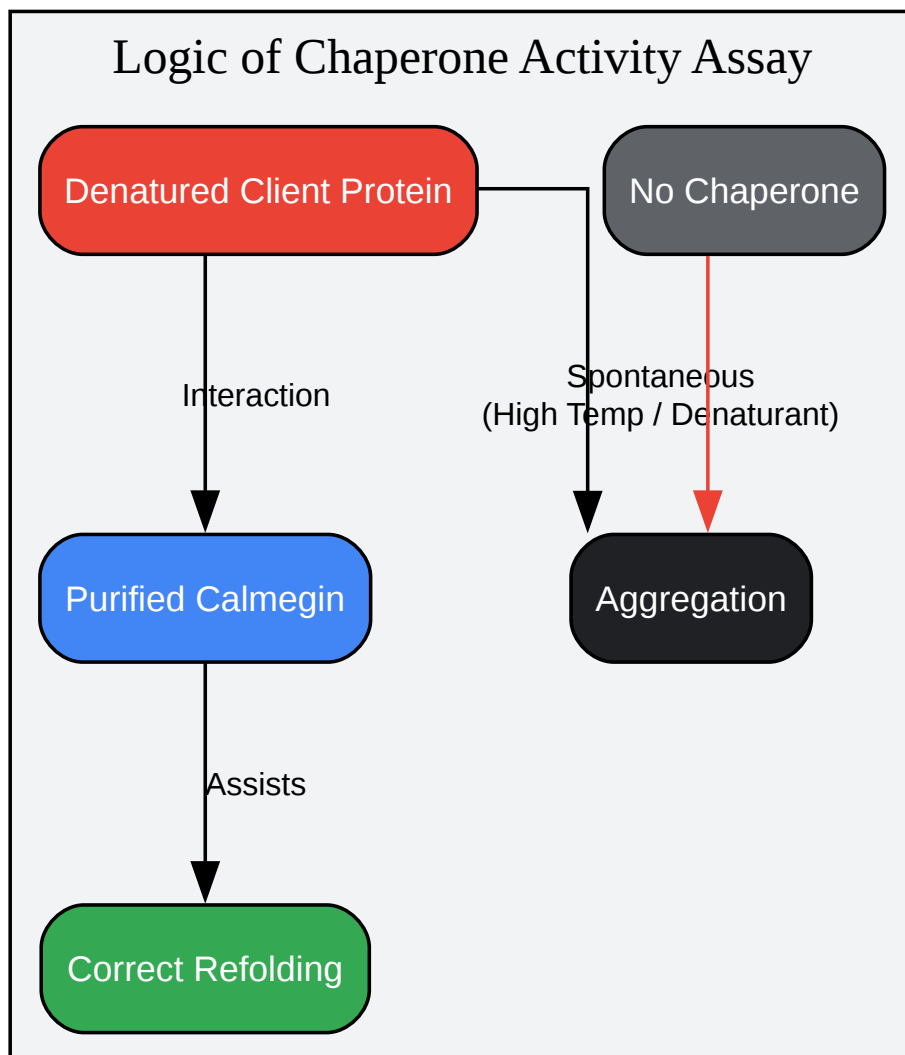 Logic of Chaperone Activity Assay
Denatured Client Protein
No Chaperone
Interaction
Spontaneous
(High Temp / Denaturant)
Purified Calmegin
Aggregation
Assists
Correct Refolding